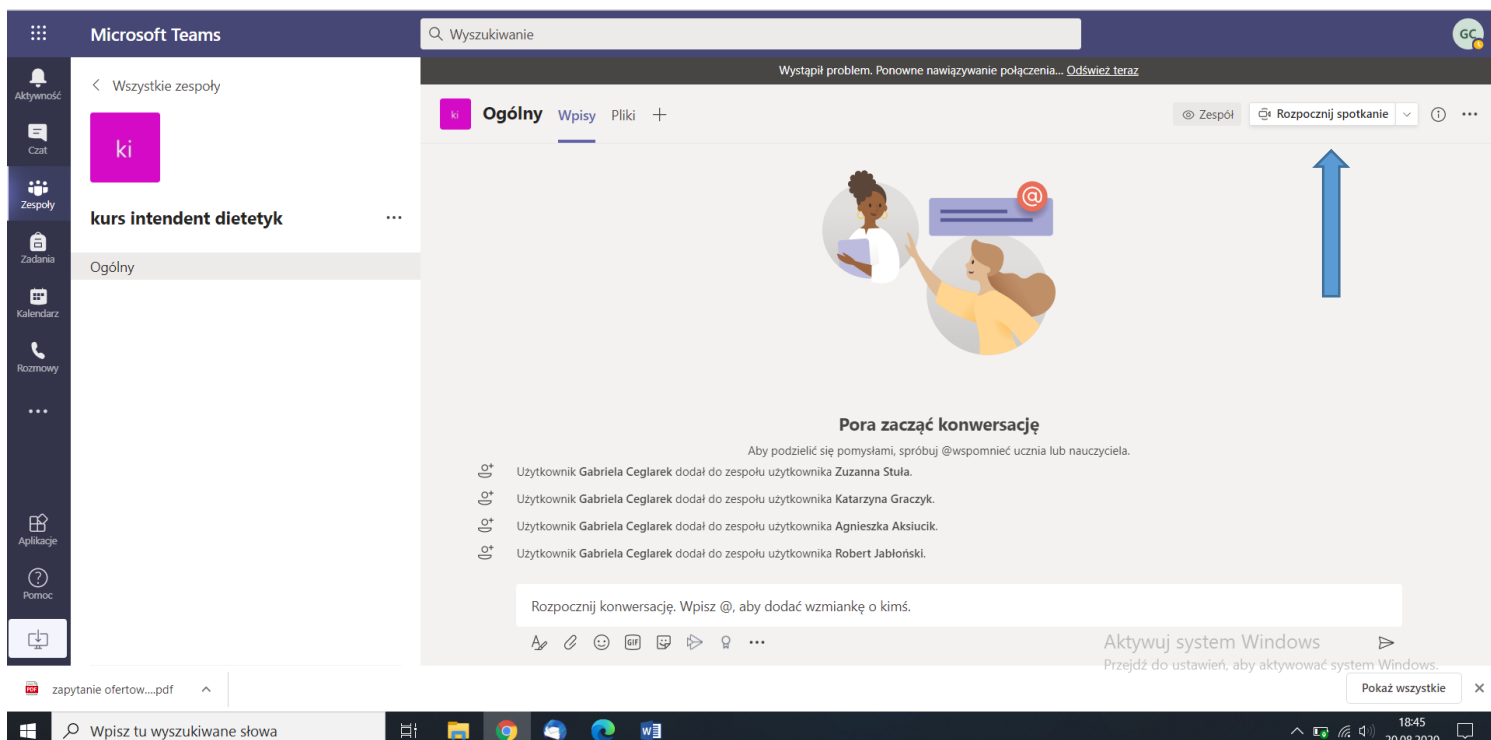 Microsoft Teams
Wyszukiwanie
GC
Wystąpił problem. Ponowne nawiązywanie połączenia... Odśwież teraz
Aktywność
Czat
Zespoły
Zadania
Kalendarz
Rozmowy
Aplikacje
Pomoc
Wszystkie zespoły
ki
kurs intendent dietetyk
Ogólny
ki Ogólny Wpisy Pliki
Zespół Rozpocznij spotkanie
@
Pora zacząć konwersację
Aby podzielić się pomysłami, spróbuj @wspomnieć ucznia lub nauczyciela.
Użytkownik Gabriela Ceglarek dodał do zespołu użytkownika Zuzanna Stuła.
Użytkownik Gabriela Ceglarek dodał do zespołu użytkownika Katarzyna Graczyk.
Użytkownik Gabriela Ceglarek dodał do zespołu użytkownika Agnieszka Aksiucik.
Użytkownik Gabriela Ceglarek dodał do zespołu użytkownika Robert Jabłoński.
Rozpocznij konwersację. Wpisz @, aby dodać wzmiankę o kimś.
GIF
Aktywuj system Windows
Przejdź do ustawień, aby aktywować system Windows.
PDF zapytanie ofertow....pdf
Pokaż wszystkie
Wpisz tu wyszukiwane słowa
18:45
20.08.2020